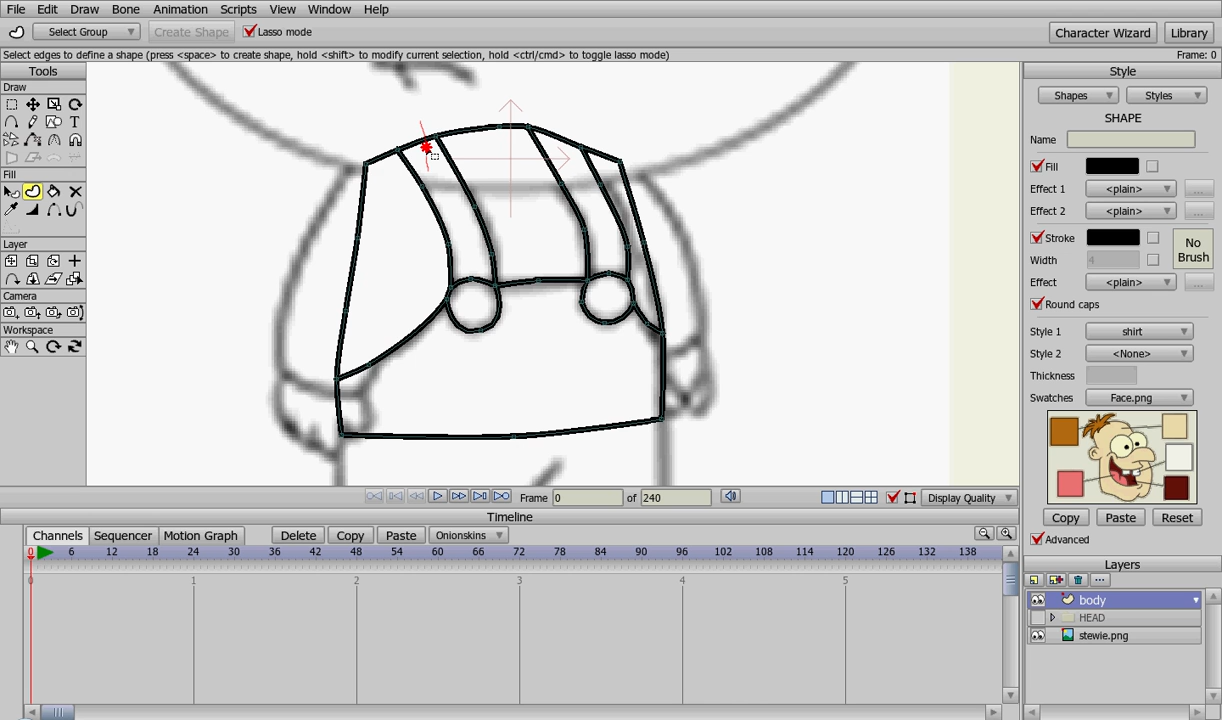 File Edit Draw Bone Animation Scripts View Window Help
Select Group Create Shape Lasso mode Character Wizard Library
Select edges to define a shape (press <space> to create shape, hold <shift> to modify current selection, hold <ctrl/cmd> to toggle lasso mode) Frame: 0
Tools
Draw
T
Fill
Layer
Camera
Workspace
Style
Shapes Styles
SHAPE
Name
Fill
Effect 1 <plain> ...
Effect 2 <plain> ...
Stroke No Brush
Width 4
Effect <plain> ...
Round caps
Style 1 shirt
Style 2 <None>
Thickness
Swatches Face.png
Copy Paste Reset
Advanced
Frame 0 of 240 Display Quality
Timeline
Channels Sequencer Motion Graph Delete Copy Paste Onionskins
0 6 12 18 24 30 36 42 48 54 60 66 72 78 84 90 96 102 108 114 120 126 132 138
0 1 2 3 4 5
Layers
...
body
HEAD
stewie.png